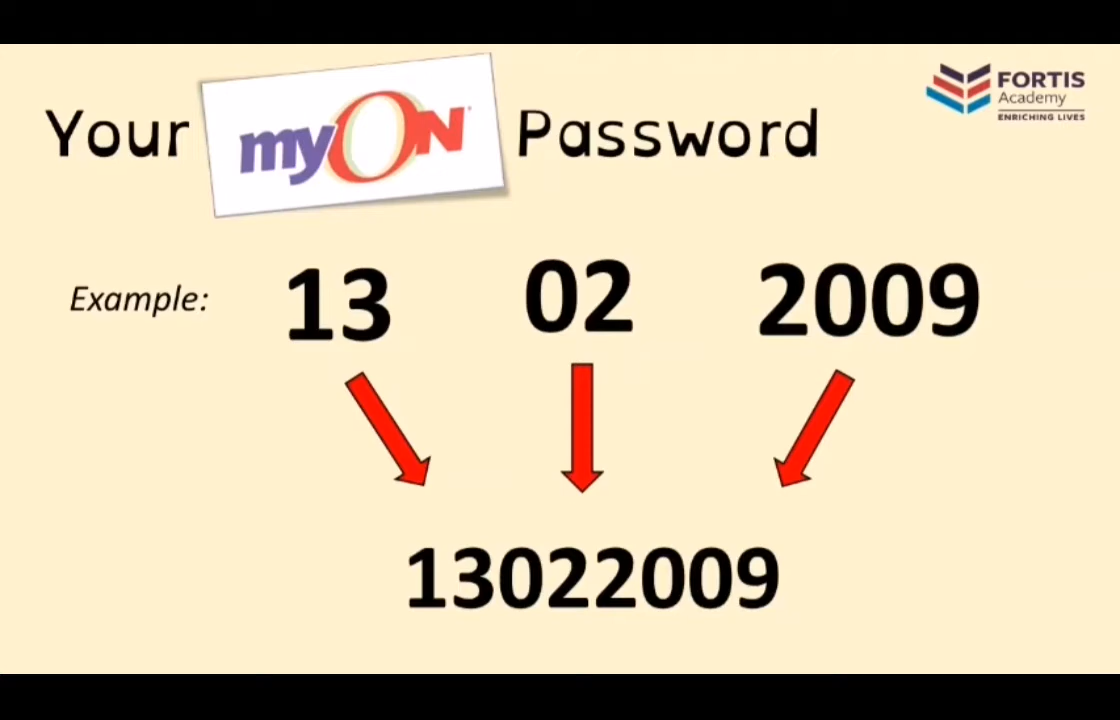 FORTIS
Academy
ENRICHING LIVES
Your myON Password
Example: 13 02 2009
13022009